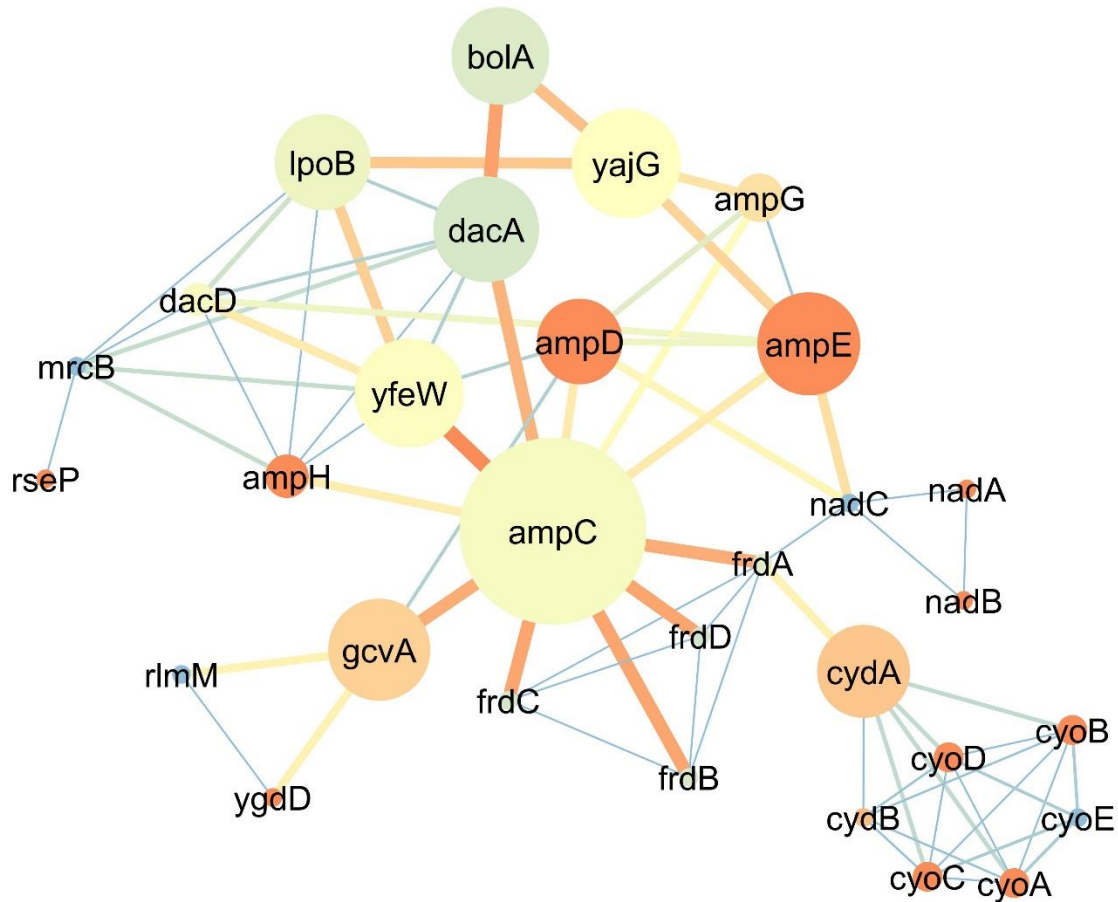 bolA
lpoB
yajG
ampG
dacA
dacD
ampD
ampE
mrcB
yfeW
rseP
ampH
nadC
nadA
ampC
frdA
nadB
frdD
gcvA
rlmM
cydA
frdC
frdB
cyoB
cyoD
ygdD
cydB
cyoE
cyoC
cyoA